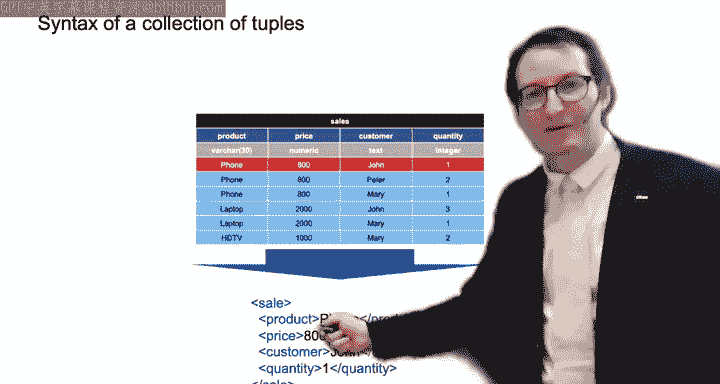 Syntax of a collection of tuples
sales
product price customer quantity
varchar(30) numeric text integer
Phone 800 John 1
Phone 800 Peter 2
Phone 800 Mary 1
Laptop 2000 John 3
Laptop 2000 Mary 1
HDTV 1000 Mary 2
<sale>
<product>
<price>
<customer>
<quantity>1</quantity>
</sale>